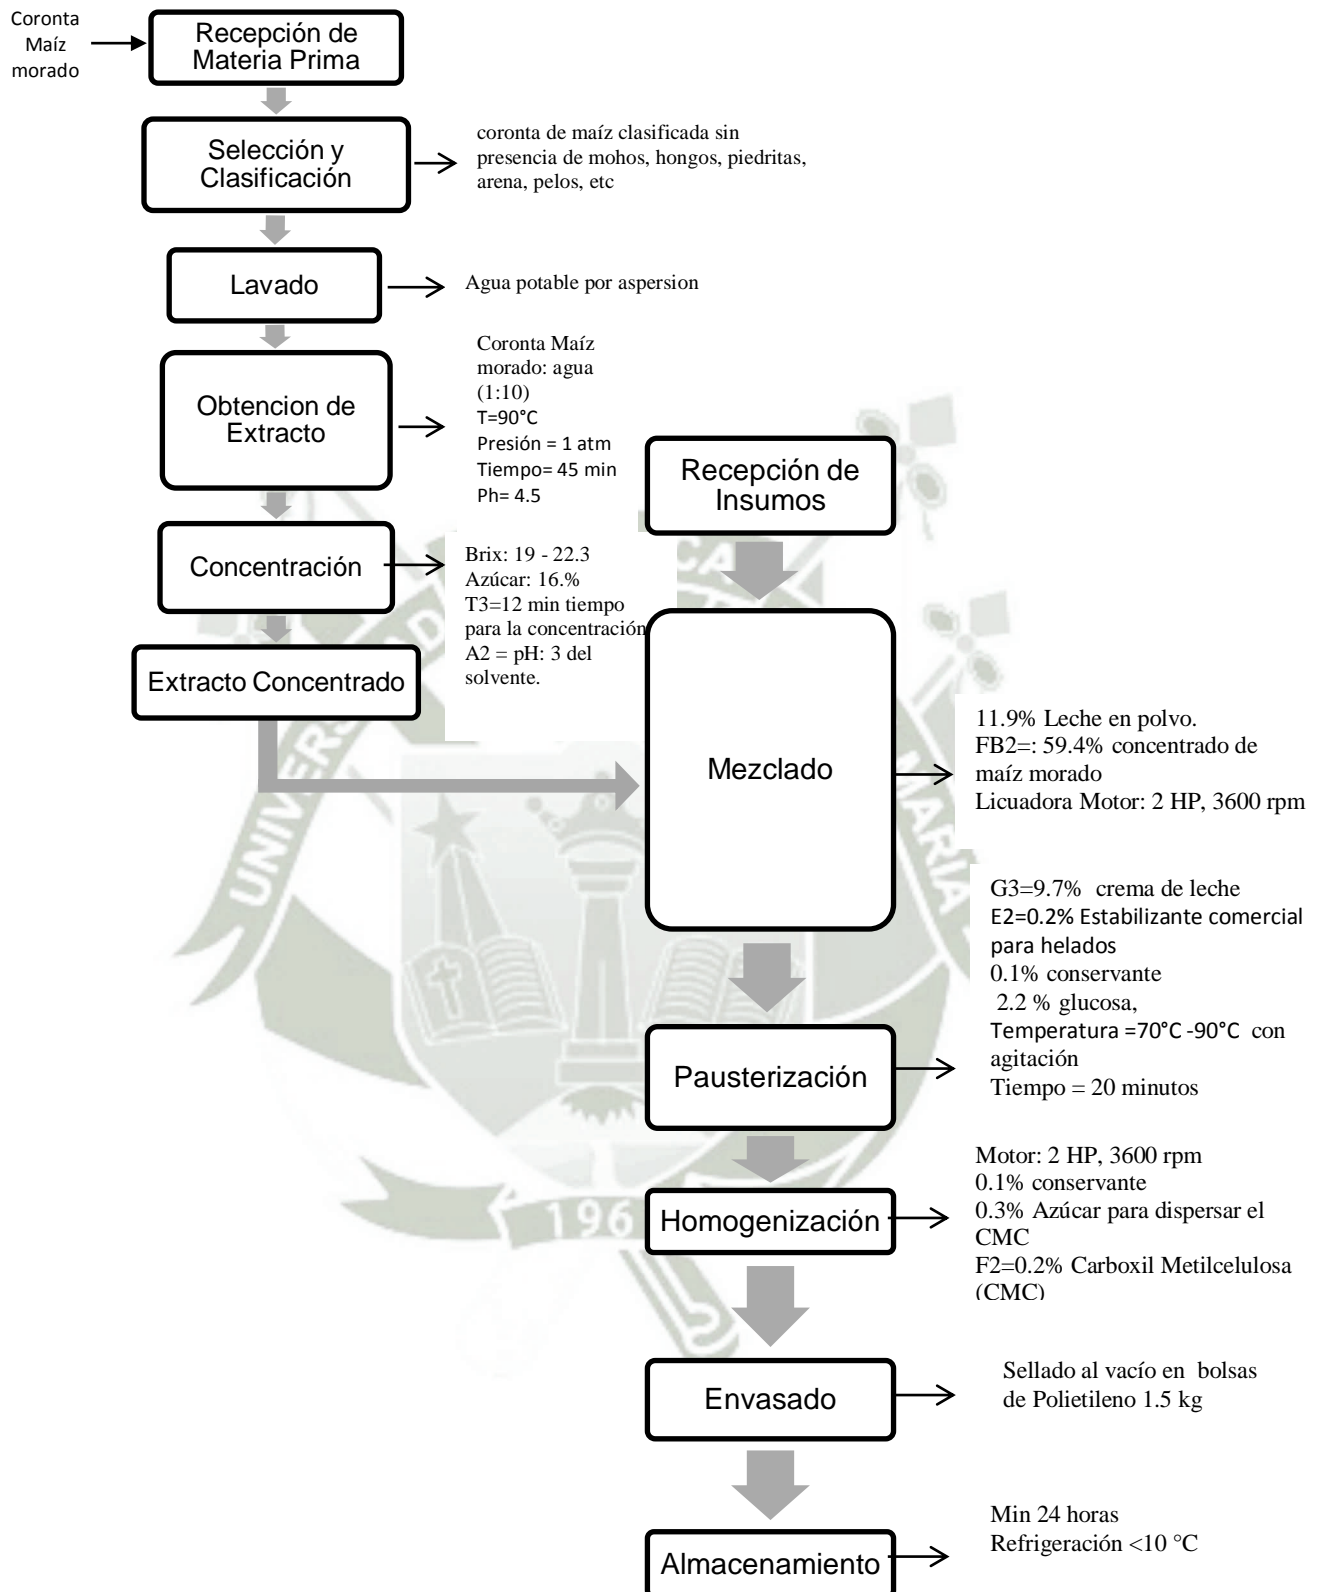 Coronta
Maíz
morado
Recepción de
Materia Prima
Selección y
Clasificación
coronta de maíz clasificada sin
presencia de mohos, hongos, piedritas,
arena, pelos, etc
Lavado
Agua potable por aspersion
Obtencion de
Extracto
Coronta Maíz
morado: agua
(1:10)
T=90°C
Presión = 1 atm
Tiempo= 45 min
Ph= 4.5
Concentración
Brix: 19 - 22.3
Azúcar: 16.%
T3=12 min tiempo
para la concentración
A2 = pH: 3 del
solvente.
Extracto Concentrado
Recepción de
Insumos
Mezclado
11.9% Leche en polvo.
FB2=: 59.4% concentrado de
maíz morado
Licuadora Motor: 2 HP, 3600 rpm
Pausterización
G3=9.7% crema de leche
E2=0.2% Estabilizante comercial
para helados
0.1% conservante
2.2 % glucosa,
Temperatura =70°C -90°C con
agitación
Tiempo = 20 minutos
Homogenización
Motor: 2 HP, 3600 rpm
0.1% conservante
0.3% Azúcar para dispersar el
CMC
F2=0.2% Carboxil Metilcelulosa
(CMC)
Envasado
Sellado al vacío en bolsas
de Polietileno 1.5 kg
Almacenamiento
Min 24 horas
Refrigeración <10 °C
196